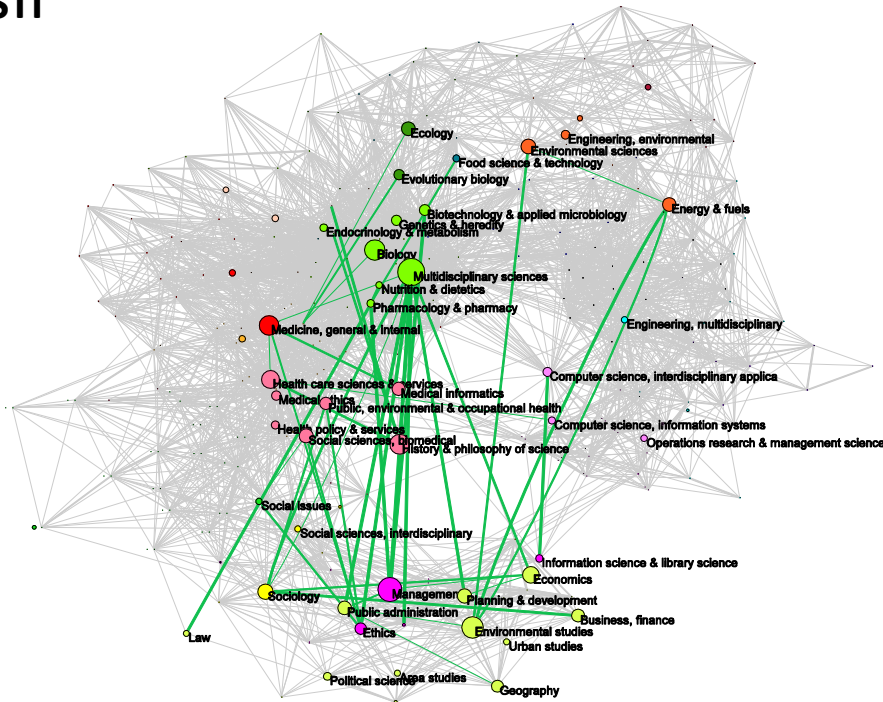 Ecology
Engineering, environmental
Environmental sciences
Food science & technology
Evolutionary biology
Energy & fuels
Biotechnology & applied microbiology
Genetics & heredity
Endocrinology & metabolism
Biology
Multidisciplinary sciences
Nutrition & dietetics
Pharmacology & pharmacy
Engineering, multidisciplinary
Medicine, general & internal
Computer science, interdisciplinary applica
Health care sciences & services
Medical informatics
Medical ethics
Public, environmental & occupational health
Computer science, information systems
Health policy & services
Social sciences, biomedical
Operations research & management science
History & philosophy of science
Social issues
Social sciences, interdisciplinary
Information science & library science
Economics
Sociology
Management
Planning & development
Public administration
Business, finance
Ethics
Environmental studies
Law
Urban studies
Area studies
Political science
Geography